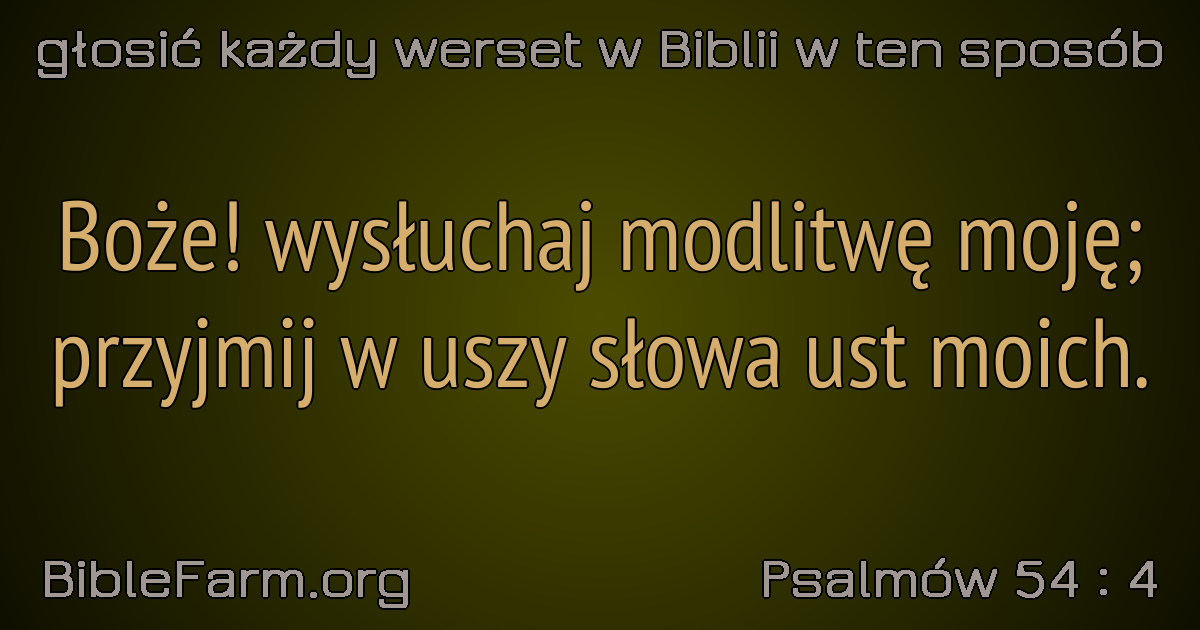 głosić każdy werset w Biblii w ten sposób
Boże! wysłuchaj modlitwę moję;
przyjmij w uszy słowa ust moich.
BibleFarm.org
Psalmów 54 : 4